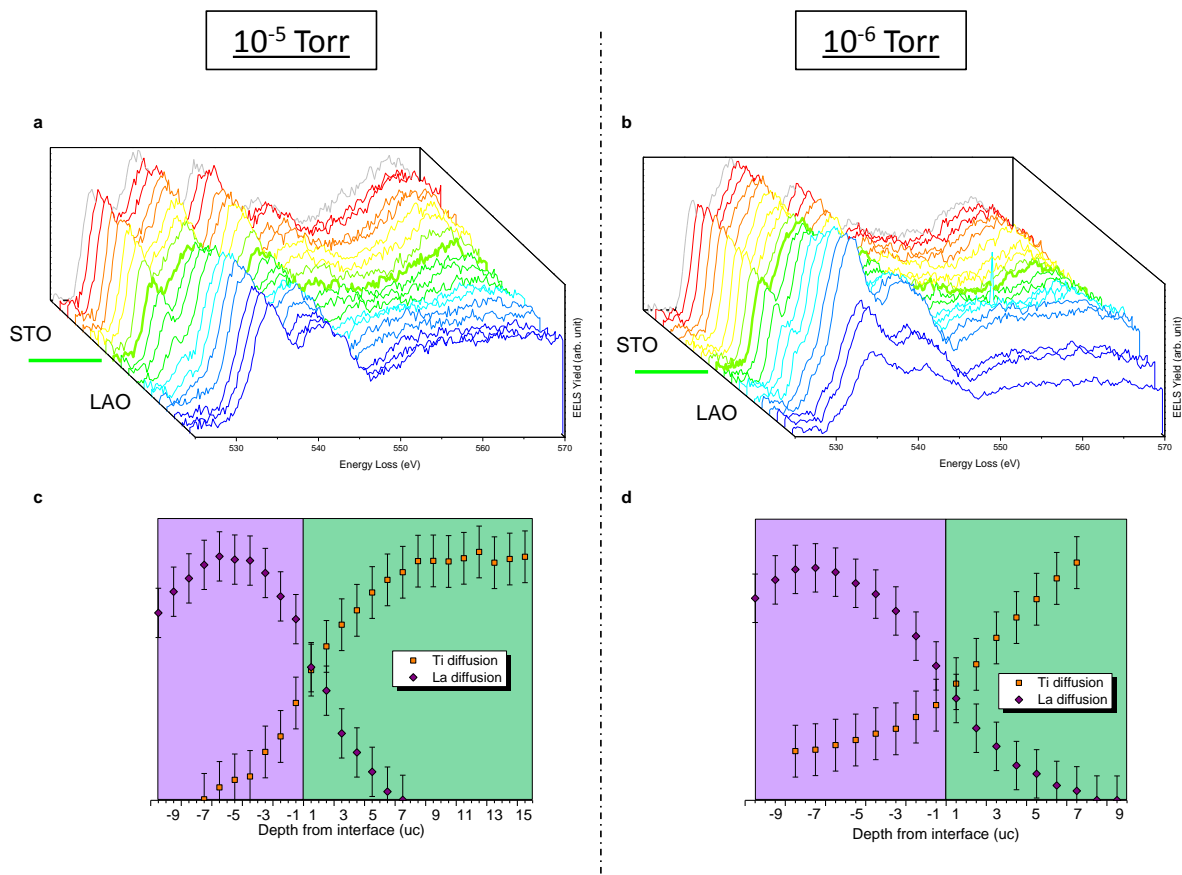 10-5 Torr
10-6 Torr
a
b
STO
LAO
EELS Yield (arb. unit)
530 540 550 560 570
Energy Loss (eV)
STO
LAO
EELS Yield (arb. unit)
530 540 550 560 570
Energy Loss (eV)
c
d
Ti diffusion
La diffusion
-9 -7 -5 -3 -1 1 3 5 7 9 11 13 15
Depth from interface (uc)
Ti diffusion
La diffusion
-9 -7 -5 -3 -1 1 3 5 7 9
Depth from interface (uc)